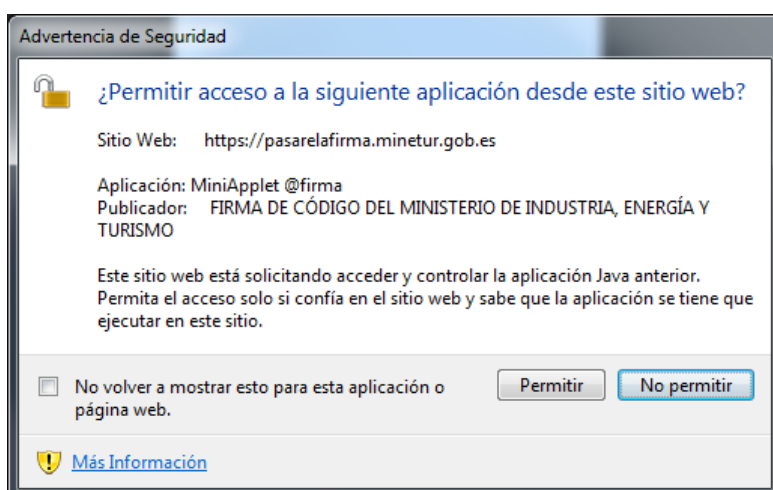 Advertencia de Seguridad
¿Permitir acceso a la siguiente aplicación desde este sitio web?
Sitio Web: https://pasarelafirma.minetur.gob.es
Aplicación: MiniApplet @firma
Publicador: FIRMA DE CÓDIGO DEL MINISTERIO DE INDUSTRIA, ENERGÍA Y
TURISMO
Este sitio web está solicitando acceder y controlar la aplicación Java anterior.
Permita el acceso solo si confía en el sitio web y sabe que la aplicación se tiene que
ejecutar en este sitio.
No volver a mostrar esto para esta aplicación o
página web.
Permitir
No permitir
Más Información